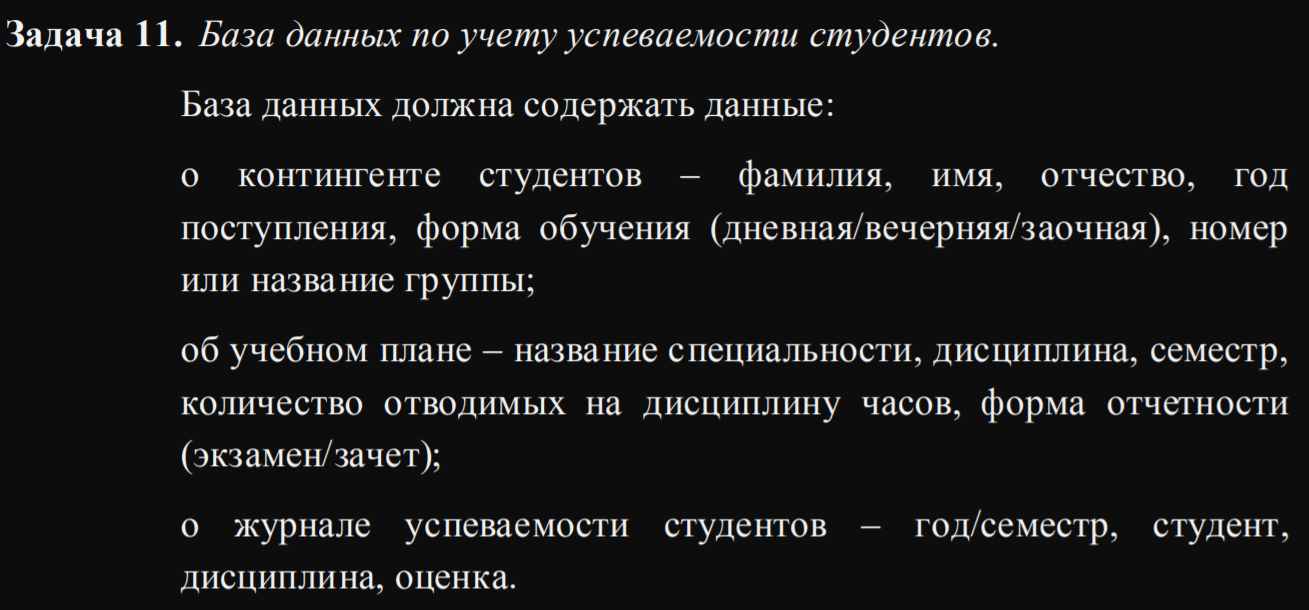 Задача 11. База данных по учету успеваемости студентов.
База данных должна содержать данные:
о контингенте студентов – фамилия, имя, отчество, год
поступления, форма обучения (дневная/вечерняя/заочная), номер
или название группы;
об учебном плане – название специальности, дисциплина, семестр,
количество отводимых на дисциплину часов, форма отчетности
(экзамен/зачет);
о журнале успеваемости студентов – год/семестр, студент,
дисциплина, оценка.